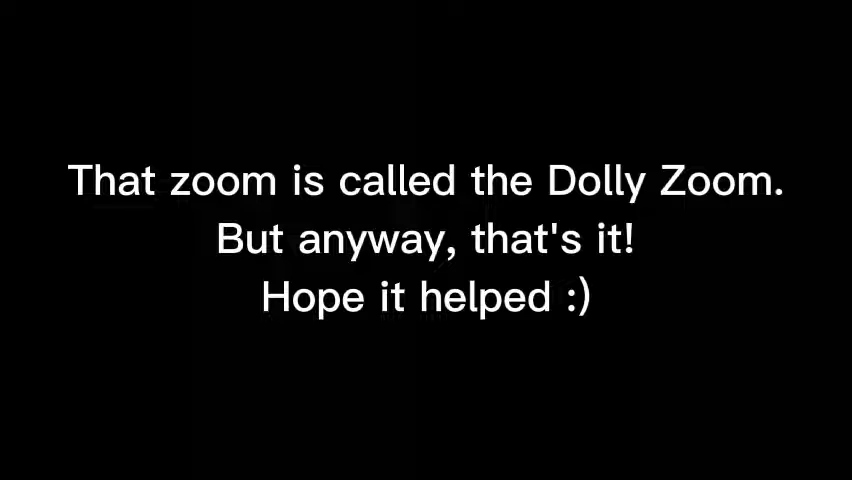 That zoom is called the Dolly Zoom.
But anyway, that's it!
Hope it helped :)